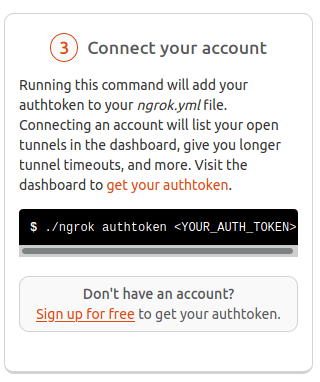 3 Connect your account
Running this command will add your
authtoken to your ngrok.yml file.
Connecting an account will list your open
tunnels in the dashboard, give you longer
tunnel timeouts, and more. Visit the
dashboard to get your authtoken.
$ ./ngrok authtoken <YOUR_AUTH_TOKEN>
Don't have an account?
Sign up for free to get your authtoken.